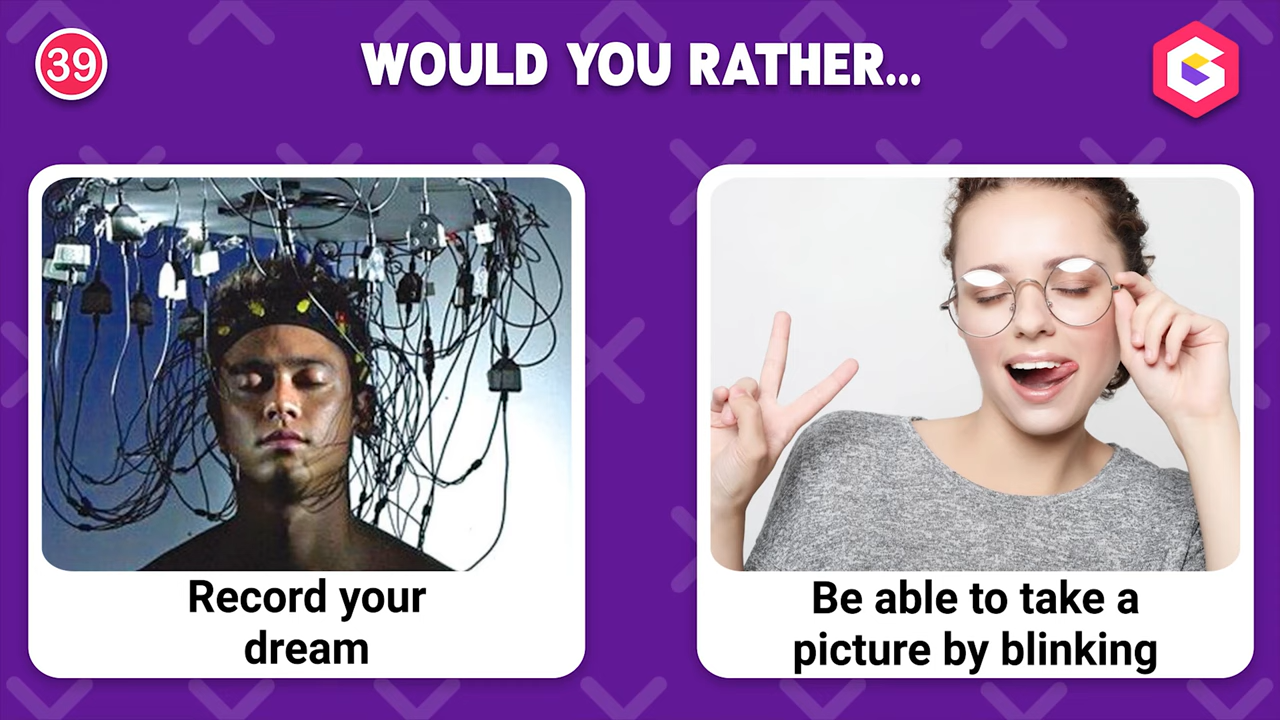 39
WOULD YOU RATHER...
Record your
dream
Be able to take a
picture by blinking